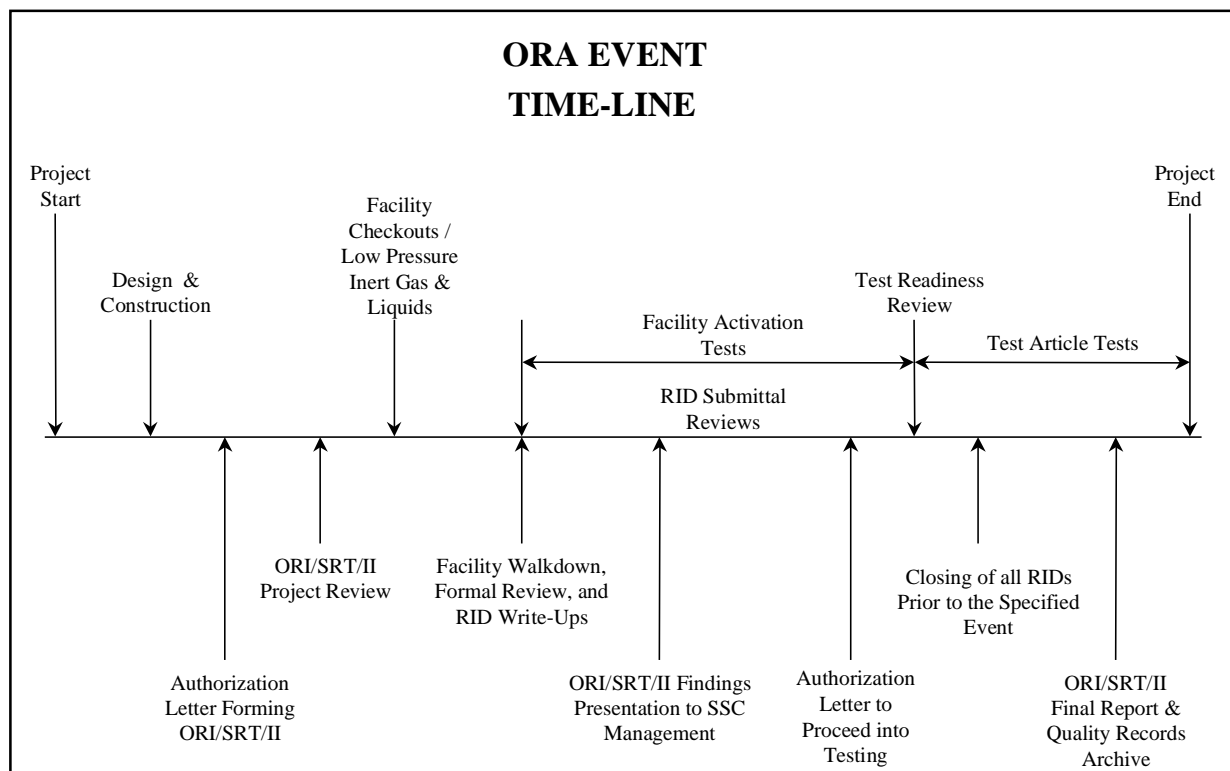 ORA EVENT
TIME-LINE
Project
Start
Project
End
Facility
Checkouts /
Low Pressure
Inert Gas &
Liquids
Design & 
Construction
Test Readiness
Review
Facility Activation
Tests
Test Article Tests
RID Submittal
Reviews
ORI/SRT/II
Project Review
Facility Walkdown,
Formal Review, and
RID Write-Ups
Closing of all RIDs
Prior to the Specified
Event
Authorization
Letter Forming
ORI/SRT/II
ORI/SRT/II Findings
Presentation to SSC
Management
Authorization
Letter to
Proceed into
Testing
ORI/SRT/II
Final Report &
Quality Records
Archive